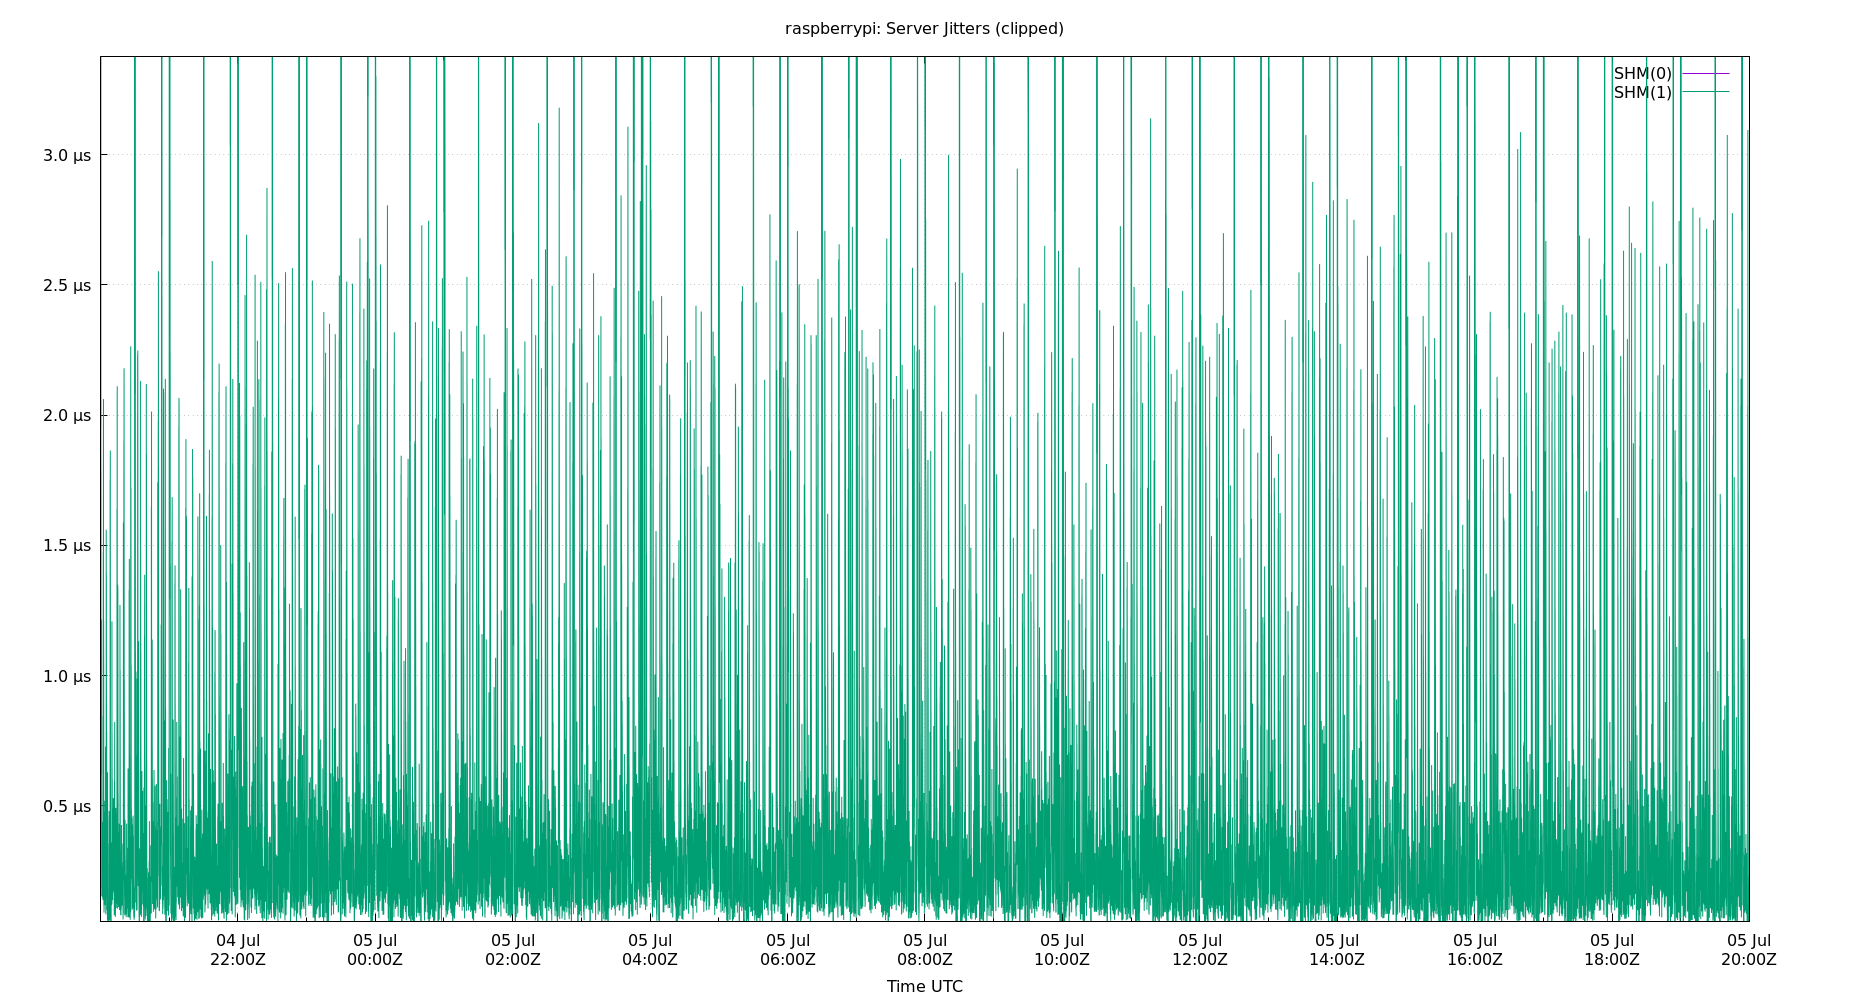 raspberrypi: Server Jitters (clipped)
SHM(0)
SHM(1)
3.0 µs
2.5 µs
2.0 µs
1.5 µs
1.0 µs
0.5 µs
04 Jul 05 Jul 05 Jul 05 Jul 05 Jul 05 Jul 05 Jul 05 Jul 05 Jul 05 Jul 05 Jul 05 Jul
22:00Z 00:00Z 02:00Z 04:00Z 06:00Z 08:00Z 10:00Z 12:00Z 14:00Z 16:00Z 18:00Z 20:00Z
Time UTC